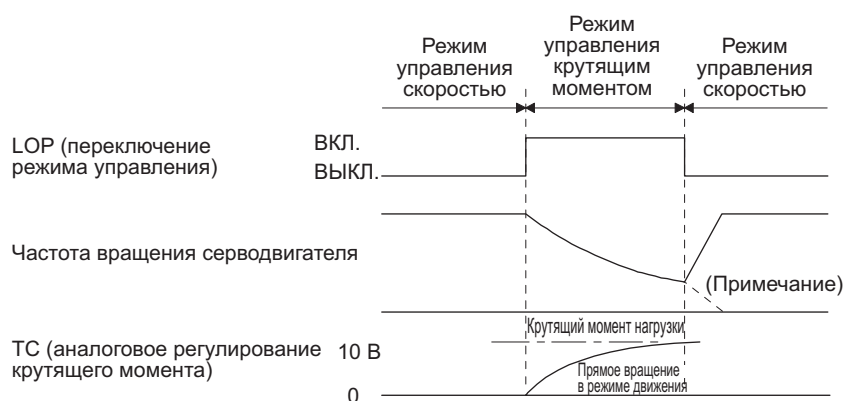 Режим
управления
скоростью
Режим
управления
крутящим
моментом
Режим
управления
скоростью
LOP (переключение
режима управления)
ВКЛ.
ВЫКЛ.
Частота вращения серводвигателя
(Примечание)
TC (аналоговое регулирование
крутящего момента)
10 В
0
Крутящий момент нагрузки
Прямое вращение
в режиме движения